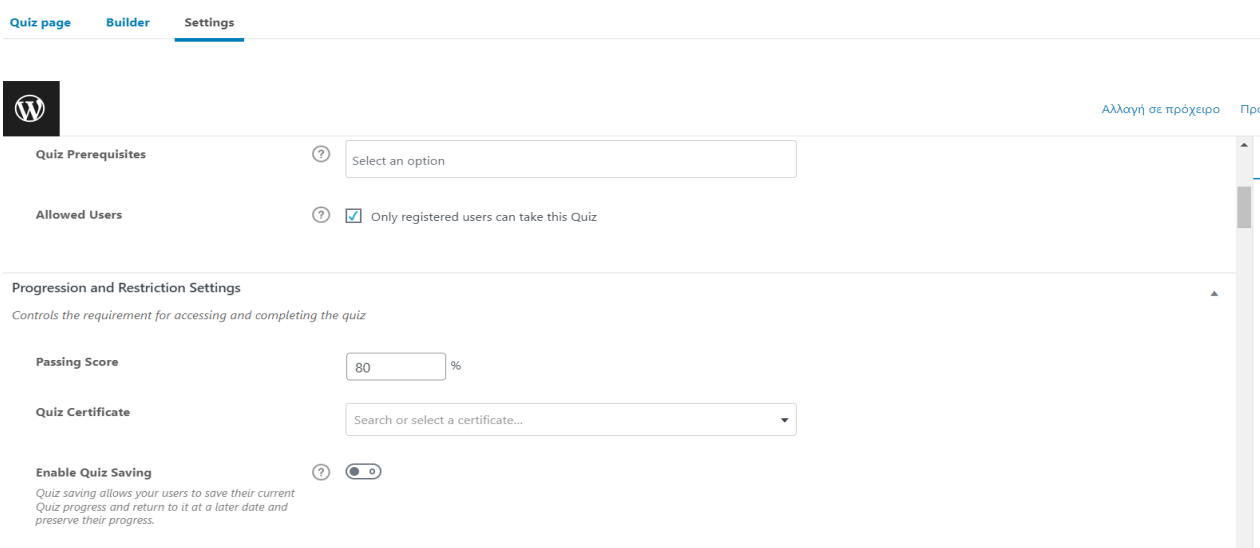 Quiz page Builder Settings
Αλλαγή σε πρόχειρο
Quiz Prerequisites ? Select an option
Allowed Users ? Only registered users can take this Quiz
Progression and Restriction Settings
Controls the requirement for accessing and completing the quiz
Passing Score 80 %
Quiz Certificate Search or select a certificate...
Enable Quiz Saving ?
Quiz saving allows your users to save their current
Quiz progress and return to it at a later date and
preserve their progress.